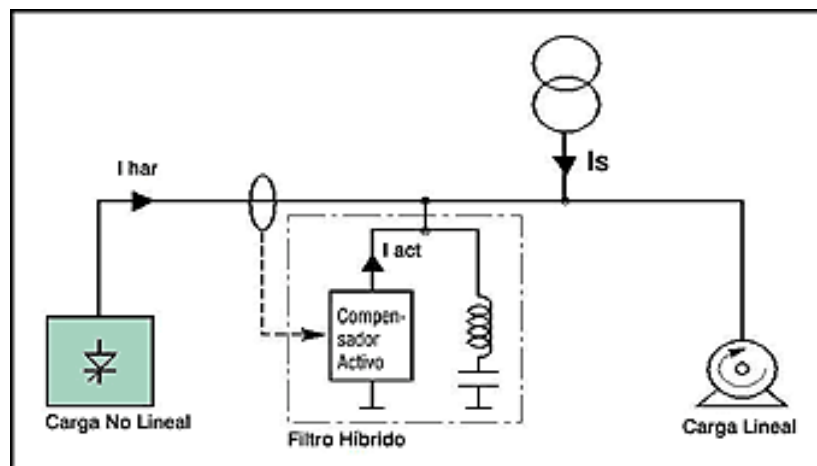 I har
Is
I act
Compen-
sador
Activo
Carga No Lineal
Filtro Híbrido
Carga Lineal